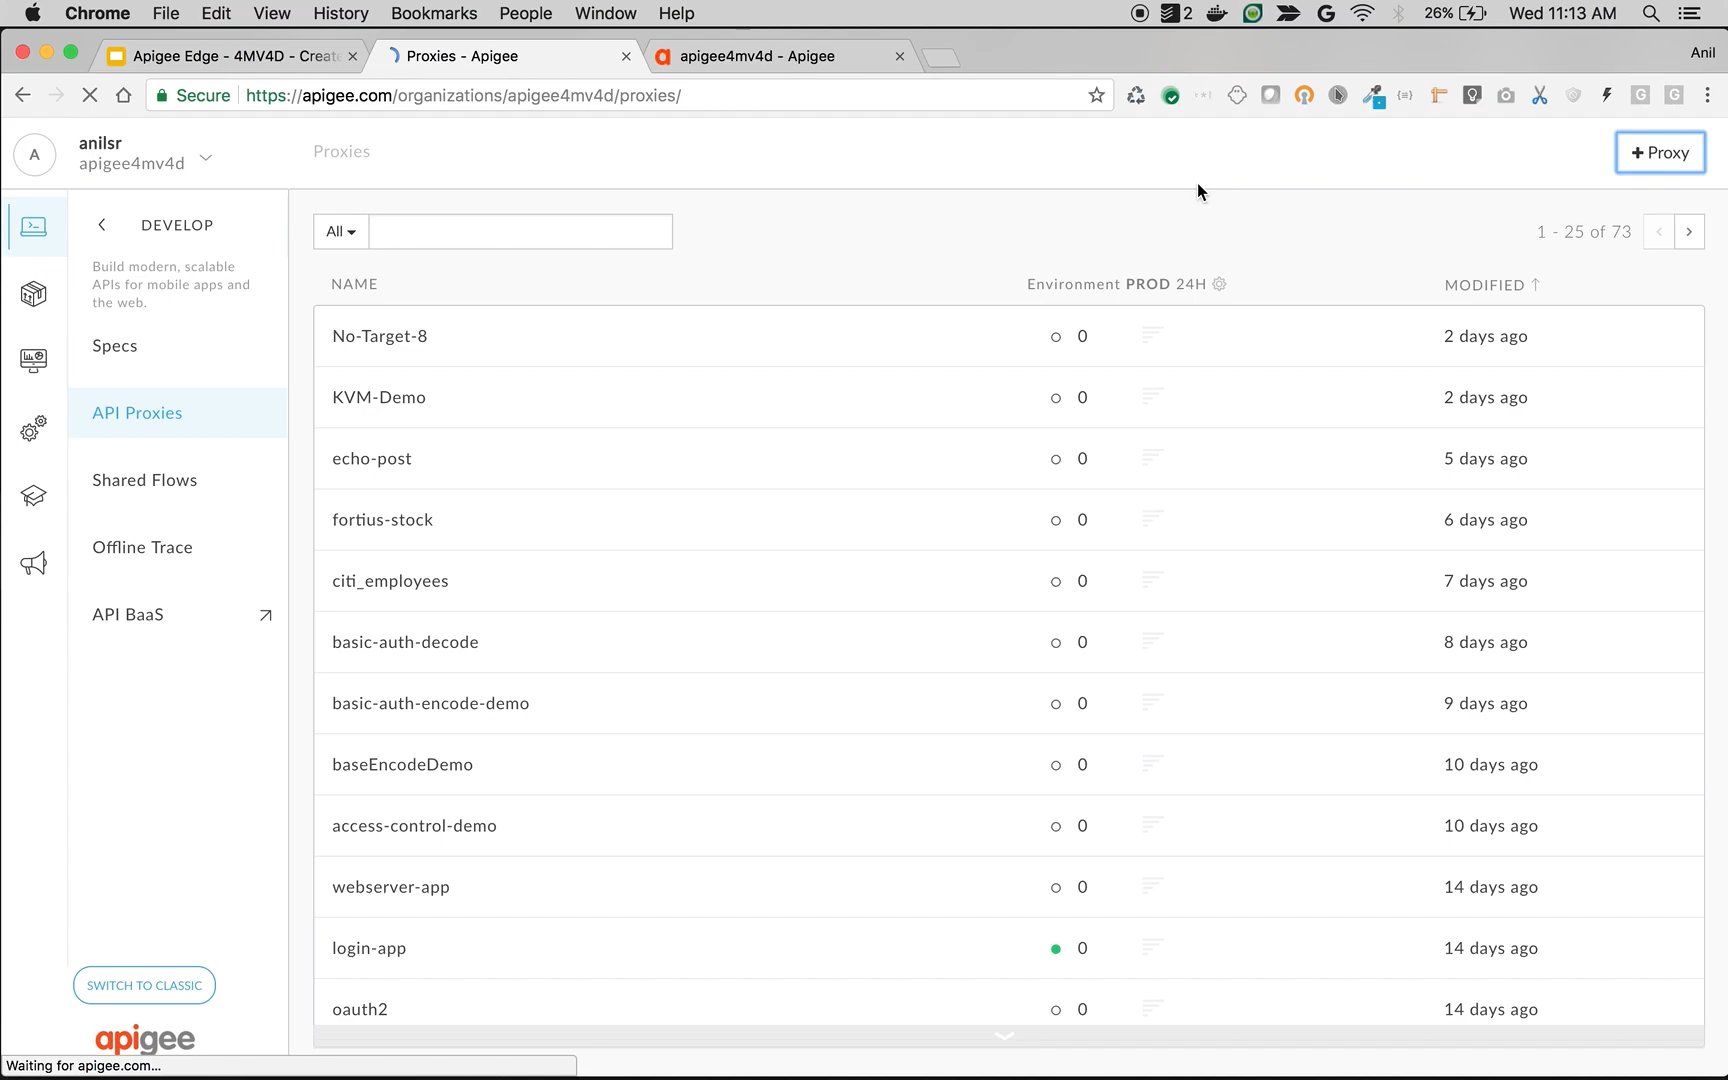 Chrome File Edit View History Bookmarks People Window Help 2 26% Wed 11:13 AM
Apigee Edge - 4MV4D - Create Proxies - Apigee apigee4mv4d - Apigee Anil
Secure https://apigee.com/organizations/apigee4mv4d/proxies/
A
anilsr
apigee4mv4d
Proxies
+ Proxy
DEVELOP
Build modern, scalable
APIs for mobile apps and
the web.
Specs
API Proxies
Shared Flows
Offline Trace
API BaaS
SWITCH TO CLASSIC
apigee
All
1 - 25 of 73
NAME Environment PROD 24H MODIFIED
No-Target-8 0 2 days ago
KVM-Demo 0 2 days ago
echo-post 0 5 days ago
fortius-stock 0 6 days ago
citi_employees 0 7 days ago
basic-auth-decode 0 8 days ago
basic-auth-encode-demo 0 9 days ago
baseEncodeDemo 0 10 days ago
access-control-demo 0 10 days ago
webserver-app 0 14 days ago
login-app 0 14 days ago
oauth2 0 14 days ago
Waiting for apigee.com...